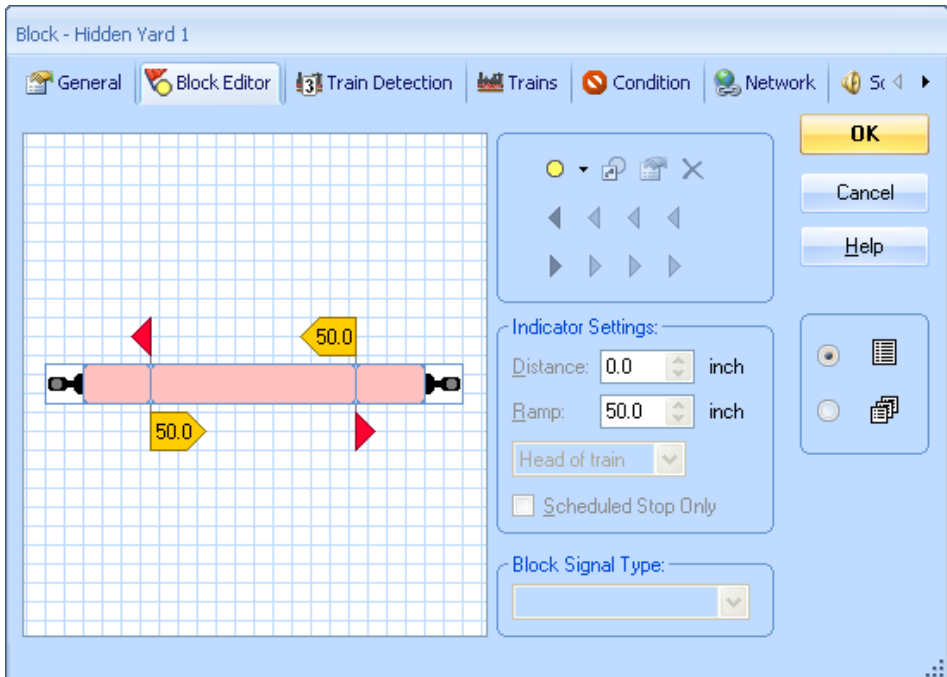 Block - Hidden Yard 1
General Block Editor 3 Train Detection Trains Condition Network
OK
Cancel
Help
50.0
50.0
Indicator Settings:
Distance: 0.0 inch
Ramp: 50.0 inch
Head of train
Scheduled Stop Only
Block Signal Type: